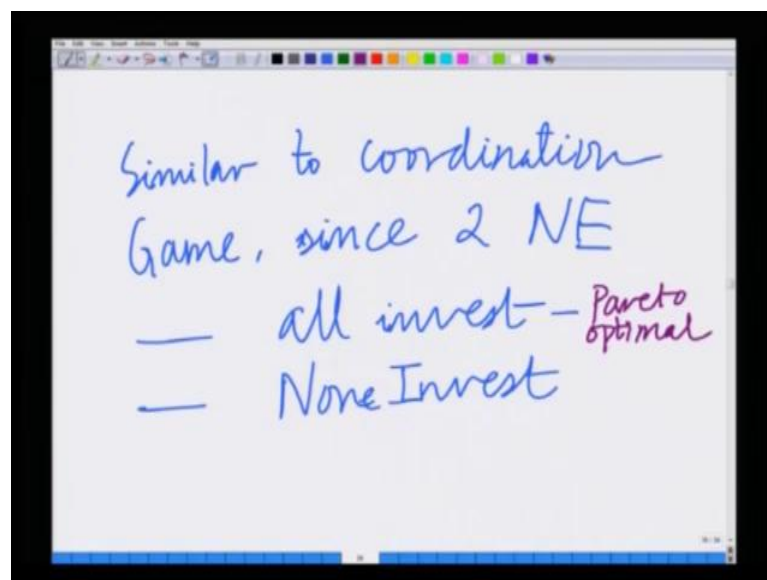 Similar to coordination
Game, since 2 NE
— all invest – Pareto optimal
— None Invest